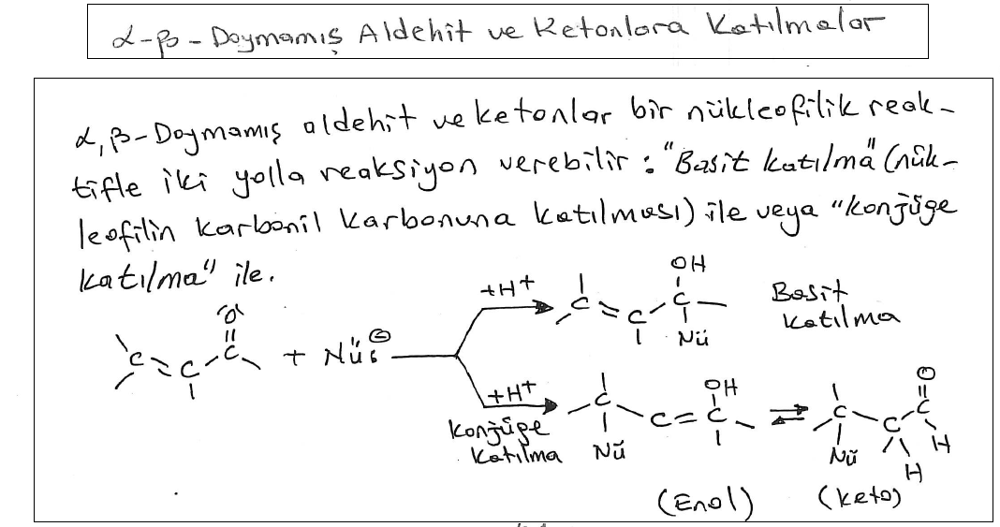 α-β-Doymamış Aldehit ve Ketonlara Katılmalar
α,β-Doymamış aldehit ve ketonlar bir nükleofilik reak-
tifle iki yolla reaksiyon verebilir : "Basit katılma" (nük-
leofilin karbonil karbonuna katılması) ile veya "konjüge
katılma" ile.
O
C=C-C + Nü:⊖
+H+
C=C-C
OH
Nü
Basit
katılma
+H+
Konjüge
Katılma
C-C=C
OH
Nü
(Enol)
⇌
C-C-C
O
H
Nü
H
(keto)